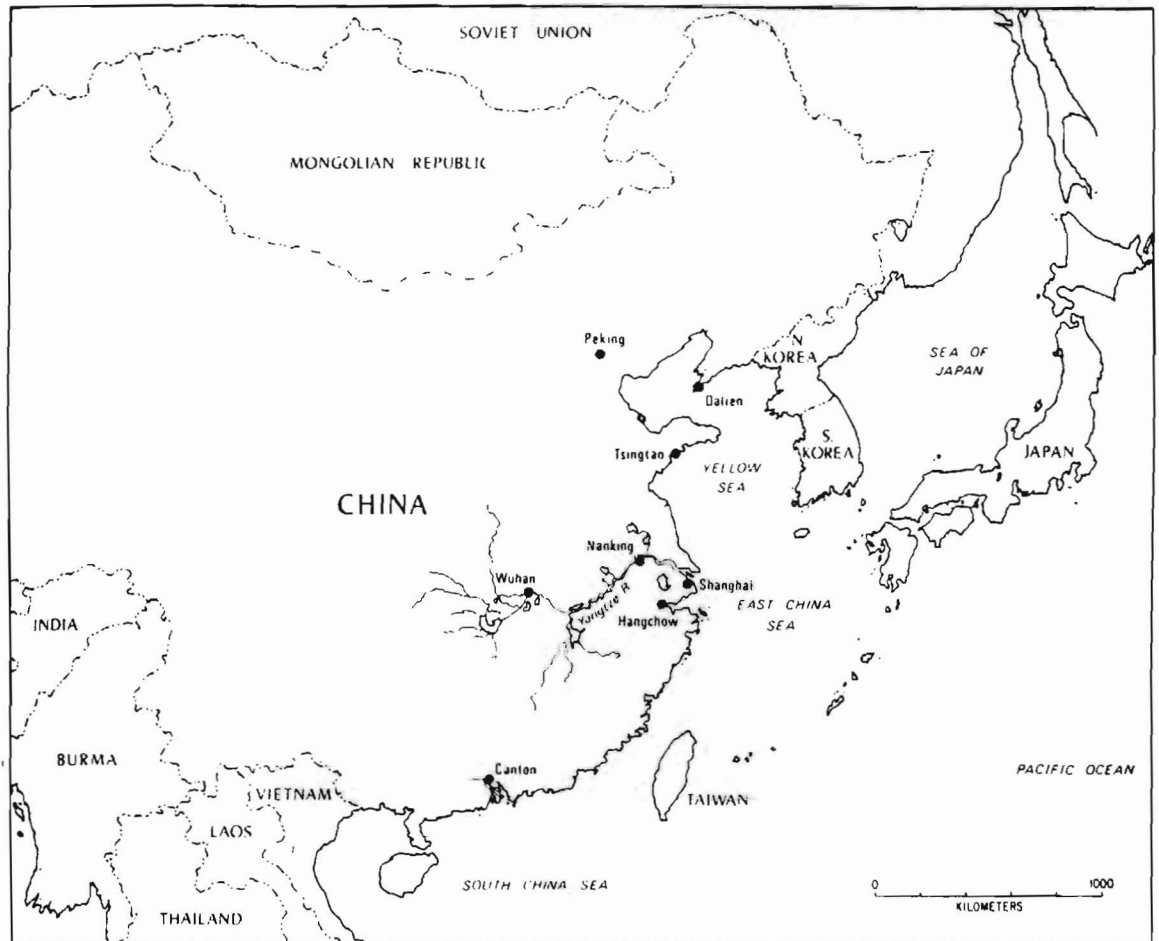 SOVIET UNION
MONGOLIAN REPUBLIC
Peking
N.
KOREA
SEA OF
JAPAN
Dalien
S.
KOREA
JAPAN
Tsingtao
YELLOW
SEA
CHINA
Nanking
Wuhan
Shanghai
Yangtze R.
EAST CHINA
SEA
Hangchow
INDIA
BURMA
Canton
PACIFIC OCEAN
VIETNAM
TAIWAN
LAOS
SOUTH CHINA SEA
0 1000
KILOMETERS
THAILAND